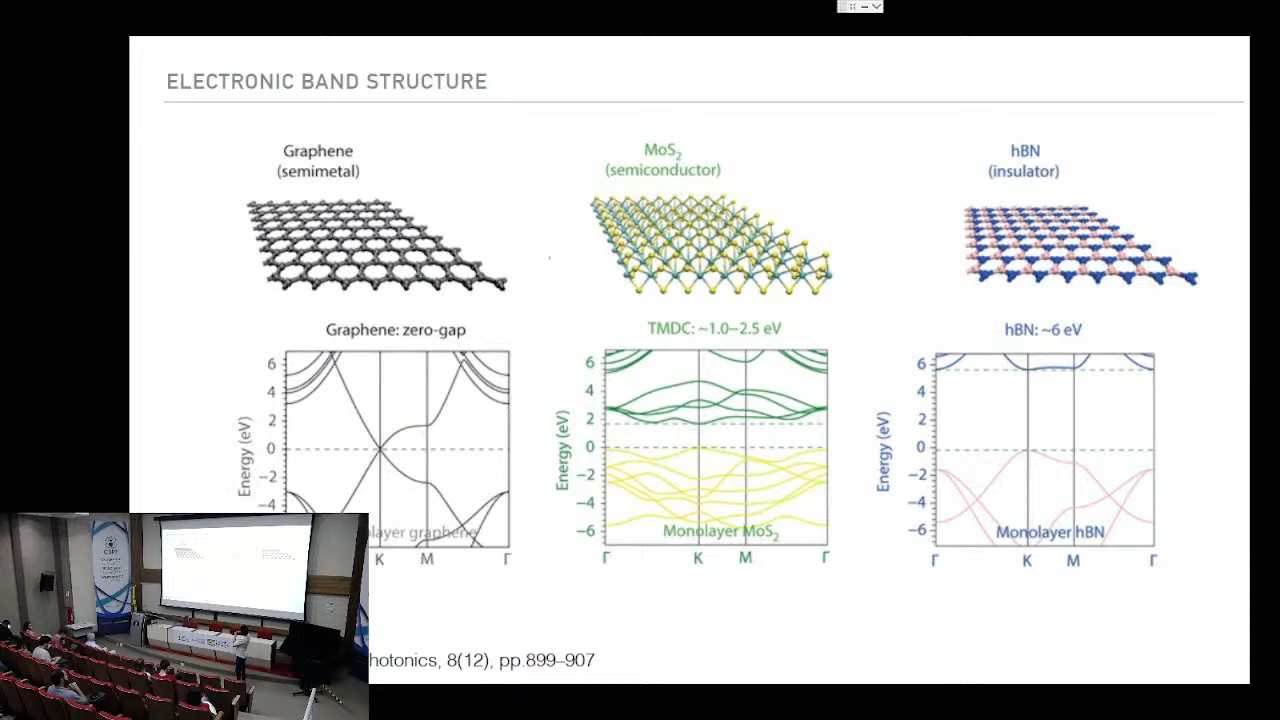 ELECTRONIC BAND STRUCTURE
Graphene
(semimetal)
MoS₂
(semiconductor)
hBN
(insulator)
Graphene: zero-gap
TMDC: ~1.0–2.5 eV
hBN: ~6 eV
Energy (eV)
6
4
2
0
−2
−4
layer graphene
K
M
Γ
Energy (eV)
6
4
2
0
−2
−4
−6
Monolayer MoS₂
Γ
K
M
Γ
Energy (eV)
6
4
2
0
−2
−4
−6
Monolayer hBN
Γ
K
M
Γ
hotonics, 8(12), pp.899–907
CBPF